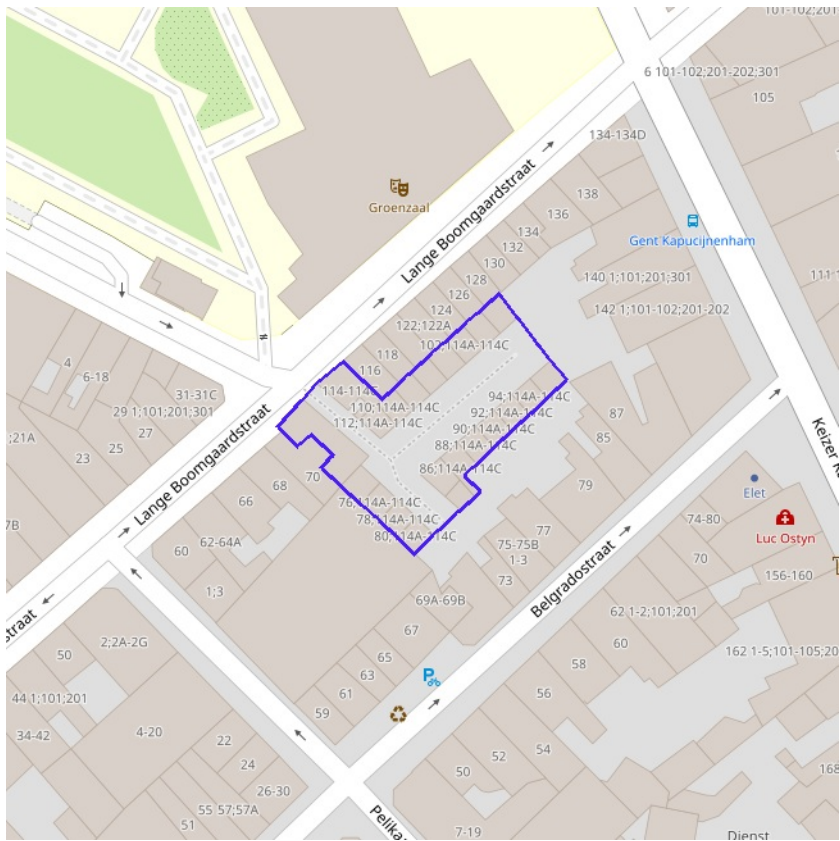 101-102;201
6 101-102;201-202;301
105
134-134D
Groenzaal
138
136
134
132
130
128
126
124
122;122A
118
116
Lange Boomgaardstraat
Gent Kapucijnenham
140 1;101;201;301
142 1;101-102;201-202
102;114A-114C
114-114C
110;114A-114C
112;114A-114C
94;114A-114C
92;114A-114C
90;114A-114C
88;114A-114C
86;114A-114C
76;114A-114C
78;114A-114C
80;114A-114C
4
6-18
31-31C
29 1;101;201;301
27
25
23
;21A
Lange Boomgaardstraat
70
68
66
62-64A
60
1;3
87
85
79
77
75-75B
1-3
73
69A-69B
67
65
63
61
59
Belgradostraat
Elet
Luc Ostyn
74-80
70
156-160
62 1-2;101;201
60
58
56
54
52
50
7-19
162 1-5;101-105;20
168
Dienst
2;2A-2G
50
44 1;101;201
34-42
4-20
22
24
26-30
55 57;57A
51
Pelika
Keizer Ka
straat
7B
111 1